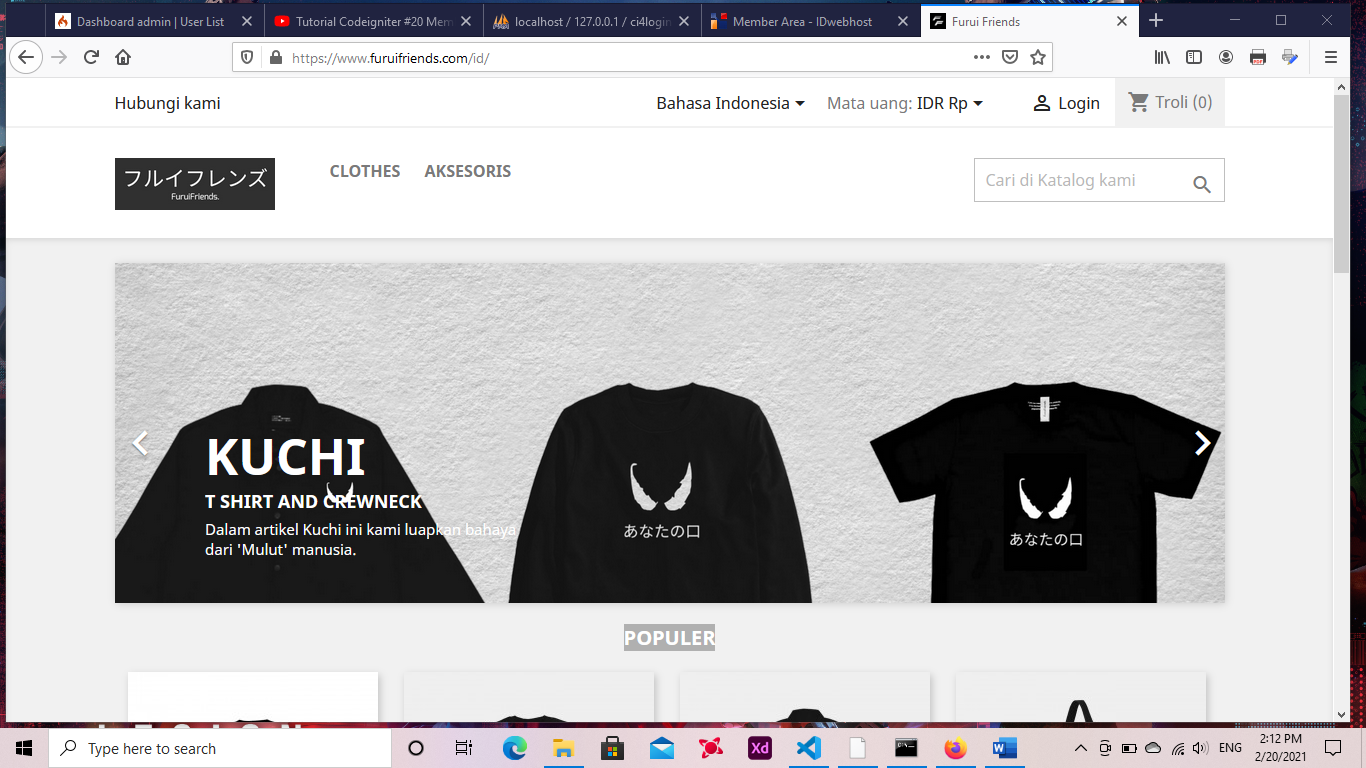 Dashboard admin | User List
Tutorial Codeigniter #20 Mem
localhost / 127.0.0.1 / ci4login
Member Area - IDwebhost
Furui Friends
https://www.furuifriends.com/id/
Hubungi kami
Bahasa Indonesia
Mata uang: IDR Rp
Login
Troli (0)
フルイフレンズ
FuruiFriends.
CLOTHES
AKSESORIS
Cari di Katalog kami
KUCHI
T SHIRT AND CREWNECK
Dalam artikel Kuchi ini kami luapkan bahaya
dari 'Mulut' manusia.
あなたの口
あなたの口
POPULER
Type here to search
Xd
ENG
2:12 PM
2/20/2021